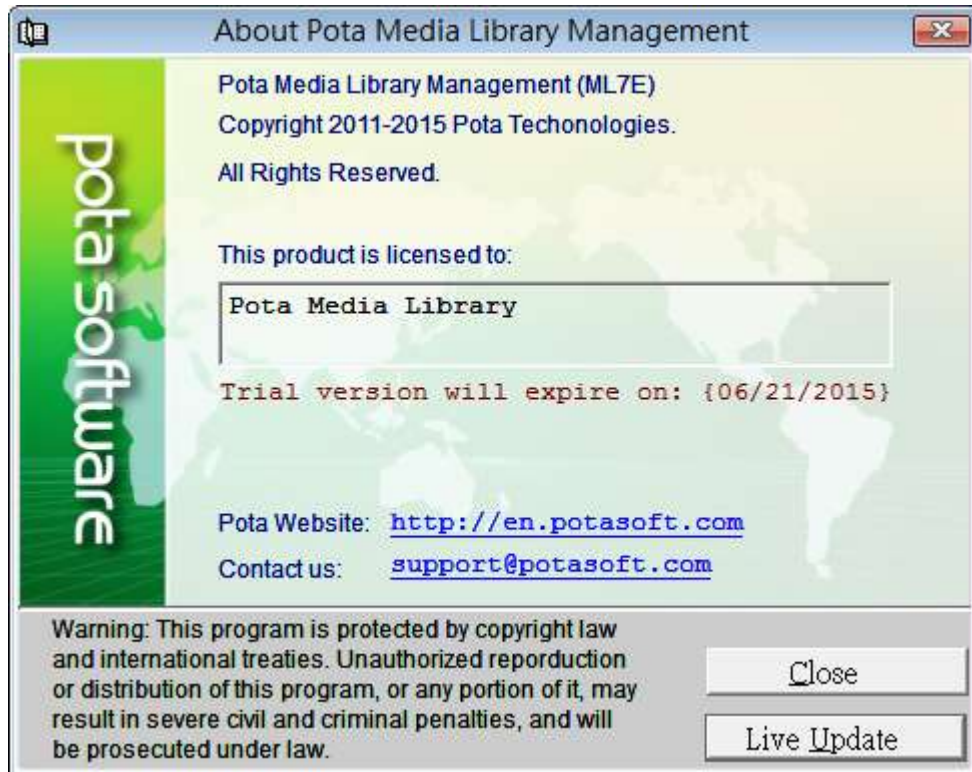 About Pota Media Library Management
pota software
Pota Media Library Management (ML7E)
Copyright 2011-2015 Pota Techonologies.
All Rights Reserved.
This product is licensed to:
Pota Media Library
Trial version will expire on: {06/21/2015}
Pota Website: http://en.potasoft.com
Contact us: support@potasoft.com
Warning: This program is protected by copyright law
and international treaties. Unauthorized reporduction
or distribution of this program, or any portion of it, may
result in severe civil and criminal penalties, and will
be prosecuted under law.
Close
Live Update